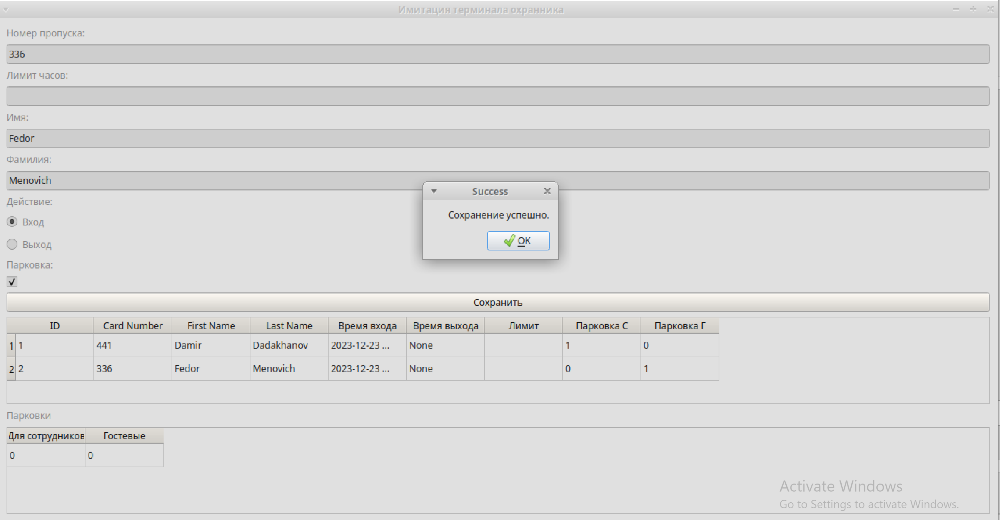 Имитация терминала охранника
Номер пропуска:
336
Лимит часов:
Имя:
Fedor
Фамилия:
Menovich
Success
Действие:
Сохранение успешно.
Вход
OK
Выход
Парковка:
Сохранить
ID Card Number First Name Last Name Время входа Время выхода Лимит Парковка С Парковка Г
1 1 441 Damir Dadakhanov 2023-12-23 ... None 1 0
2 2 336 Fedor Menovich 2023-12-23 ... None 0 1
Парковки
Для сотрудников Гостевые
0 0
Activate Windows
Go to Settings to activate Windows.